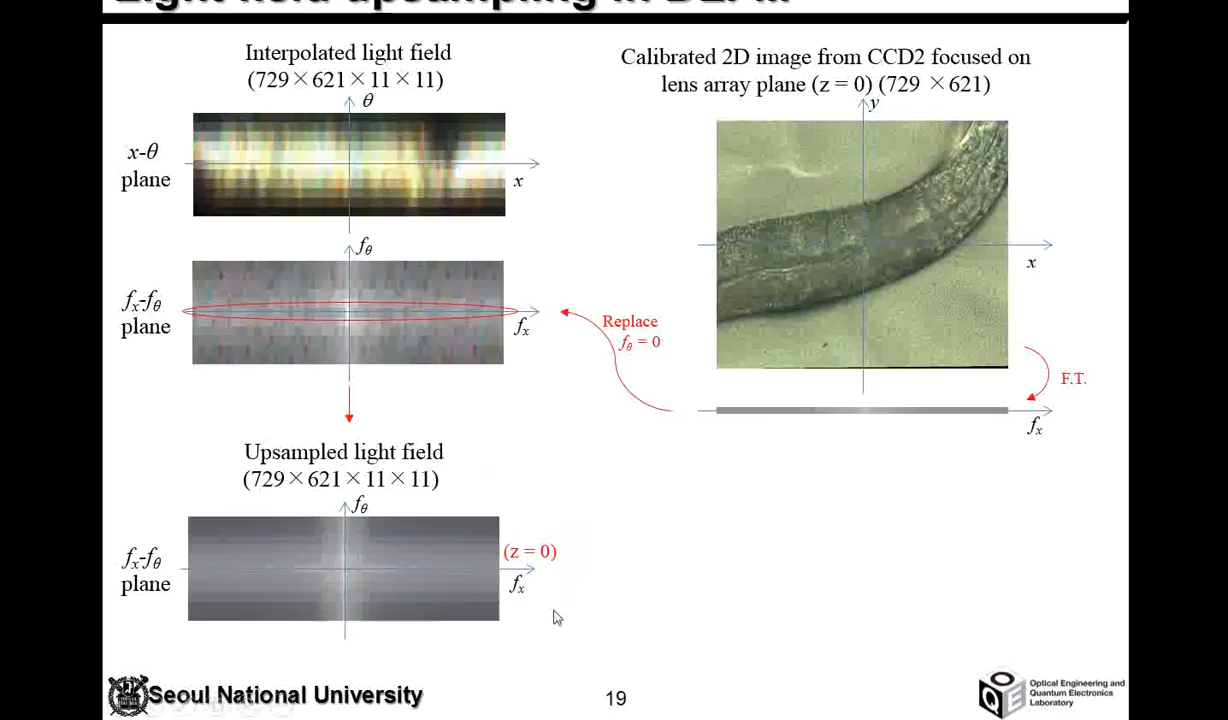 Light field upsampling in
Interpolated light field
(729×621×11×11)
θ
x-θ
plane
x
fθ
fx-fθ
plane
fx
Upsampled light field
(729×621×11×11)
fθ
fx-fθ
plane
(z = 0)
fx
Calibrated 2D image from CCD2 focused on
lens array plane (z = 0) (729 ×621)
y
x
Replace
fθ = 0
F.T.
fx
Seoul National University
19
OQE
Optical Engineering and
Quantum Electronics
Laboratory